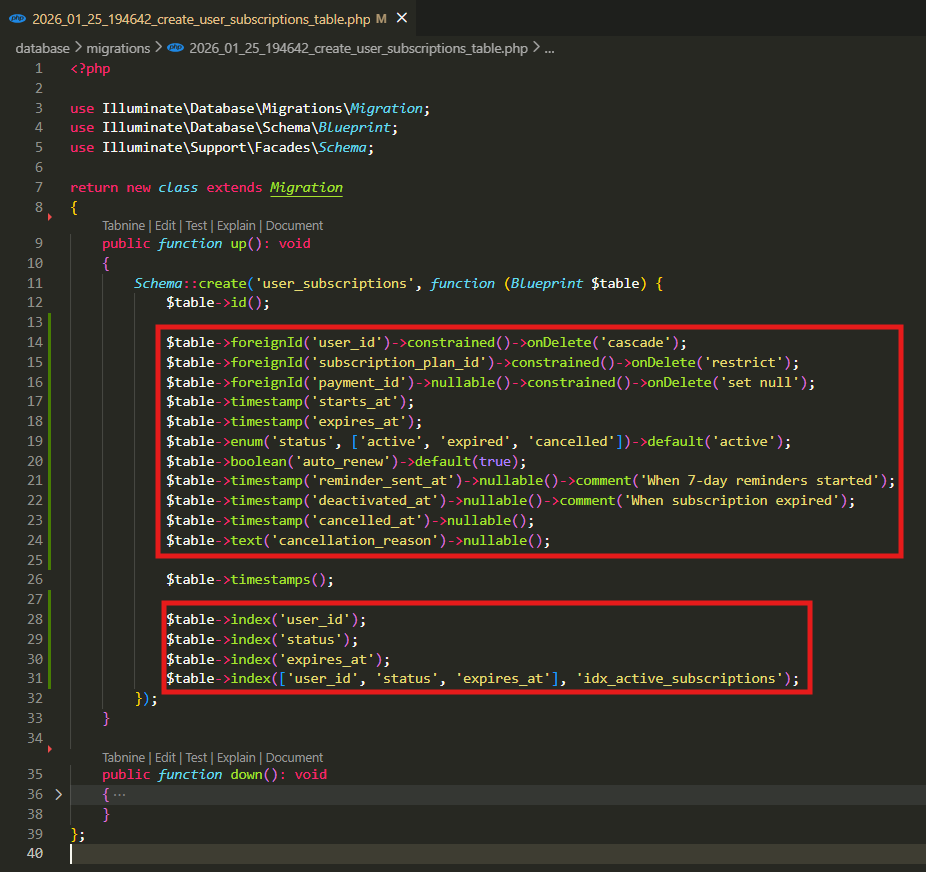 php 2026_01_25_194642_create_user_subscriptions_table.php M ×
database > migrations > php 2026_01_25_194642_create_user_subscriptions_table.php > ...
1 <?php
2
3 use Illuminate\Database\Migrations\Migration;
4 use Illuminate\Database\Schema\Blueprint;
5 use Illuminate\Support\Facades\Schema;
6
7 return new class extends Migration
8 {
Tabnine | Edit | Test | Explain | Document
9 public function up(): void
10 {
11 Schema::create('user_subscriptions', function (Blueprint $table) {
12 $table->id();
13
14 $table->foreignId('user_id')->constrained()->onDelete('cascade');
15 $table->foreignId('subscription_plan_id')->constrained()->onDelete('restrict');
16 $table->foreignId('payment_id')->nullable()->constrained()->onDelete('set null');
17 $table->timestamp('starts_at');
18 $table->timestamp('expires_at');
19 $table->enum('status', ['active', 'expired', 'cancelled'])->default('active');
20 $table->boolean('auto_renew')->default(true);
21 $table->timestamp('reminder_sent_at')->nullable()->comment('When 7-day reminders started');
22 $table->timestamp('deactivated_at')->nullable()->comment('When subscription expired');
23 $table->timestamp('cancelled_at')->nullable();
24 $table->text('cancellation_reason')->nullable();
25
26 $table->timestamps();
27
28 $table->index('user_id');
29 $table->index('status');
30 $table->index('expires_at');
31 $table->index(['user_id', 'status', 'expires_at'], 'idx_active_subscriptions');
32 });
33 }
34
Tabnine | Edit | Test | Explain | Document
35 public function down(): void
36 > { ...
38 }
39 };
40